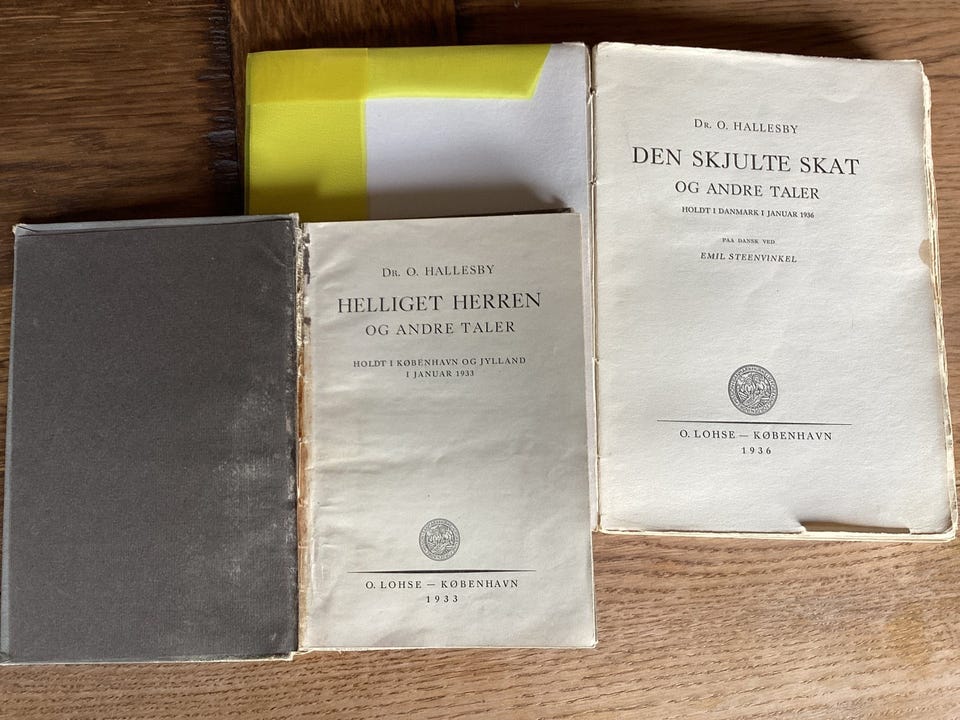 Dr. O. HALLESBY
HELLIGET HERREN
OG ANDRE TALER
HOLDT I KØBENHAVN OG JYLLAND
I JANUAR 1933
O. LOHSE — KØBENHAVN
1933
Dr. O. HALLESBY
DEN SKJULTE SKAT
OG ANDRE TALER
HOLDT I DANMARK I JANUAR 1936
PAA DANSK VED
EMIL STEENVINKEL
O. LOHSE — KØBENHAVN
1936